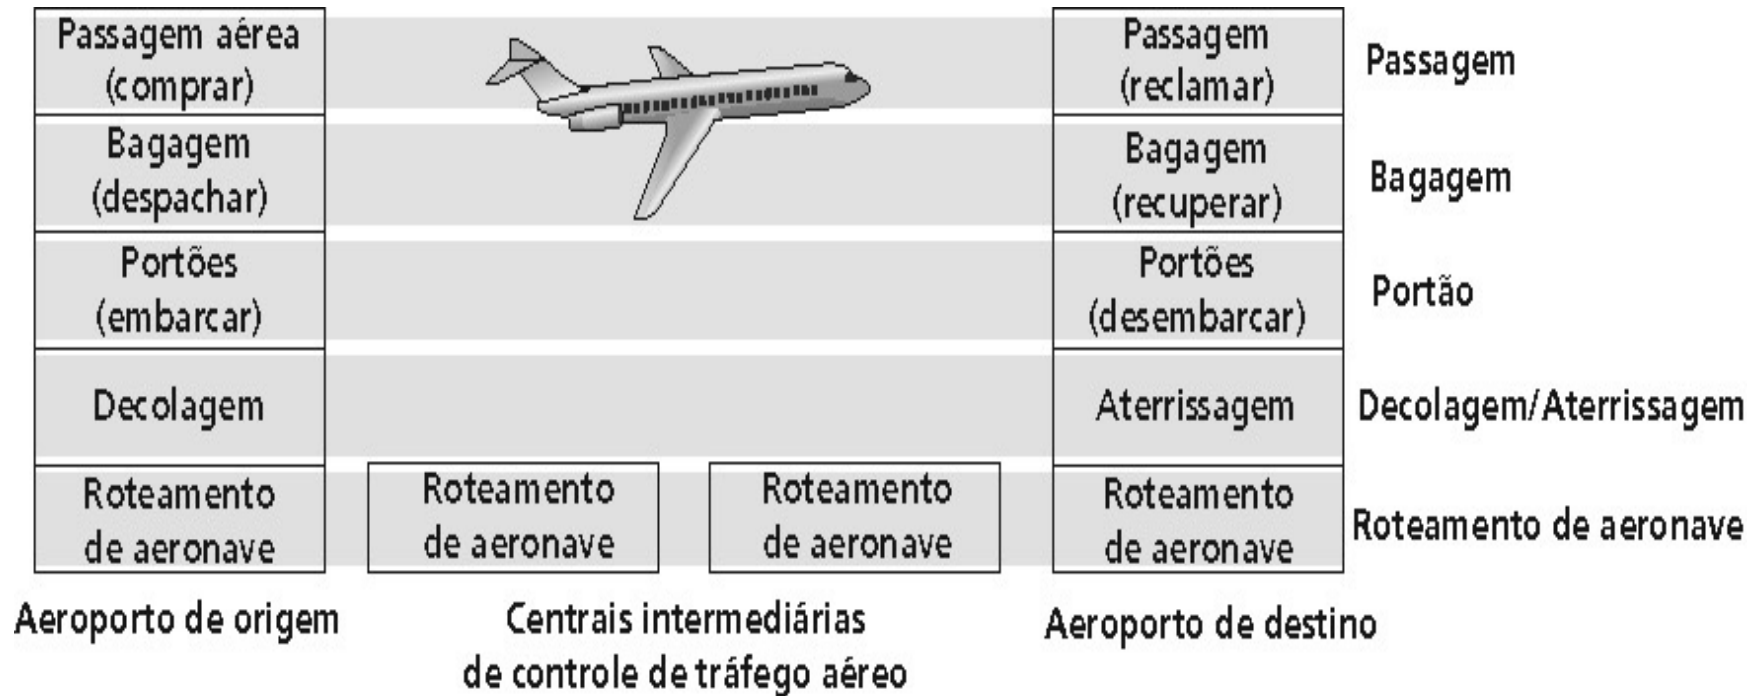 Passagem aérea
(comprar)
Bagagem
(despachar)
Portões
(embarcar)
Decolagem
Roteamento
de aeronave
Aeroporto de origem
Roteamento
de aeronave
Roteamento
de aeronave
Centrais intermediárias
de controle de tráfego aéreo
Passagem
(reclamar)
Bagagem
(recuperar)
Portões
(desembarcar)
Aterrissagem
Roteamento
de aeronave
Aeroporto de destino
Passagem
Bagagem
Portão
Decolagem/Aterrissagem
Roteamento de aeronave